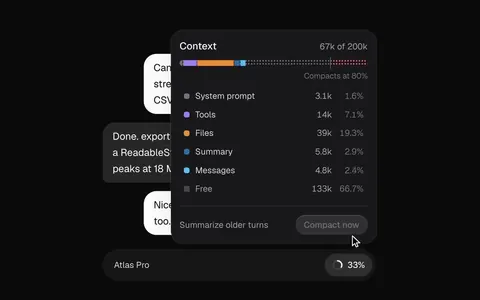 Context
67k of 200k
Compacts at 80%
System prompt 3.1k 1.6%
Tools 14k 7.1%
Files 39k 19.3%
Summary 5.8k 2.9%
Messages 4.8k 2.4%
Free 133k 66.7%
Summarize older turns
Compact now
Can
stre
CSV
Done. export
a ReadableS
peaks at 18 M
Nice
too.
Atlas Pro
33%